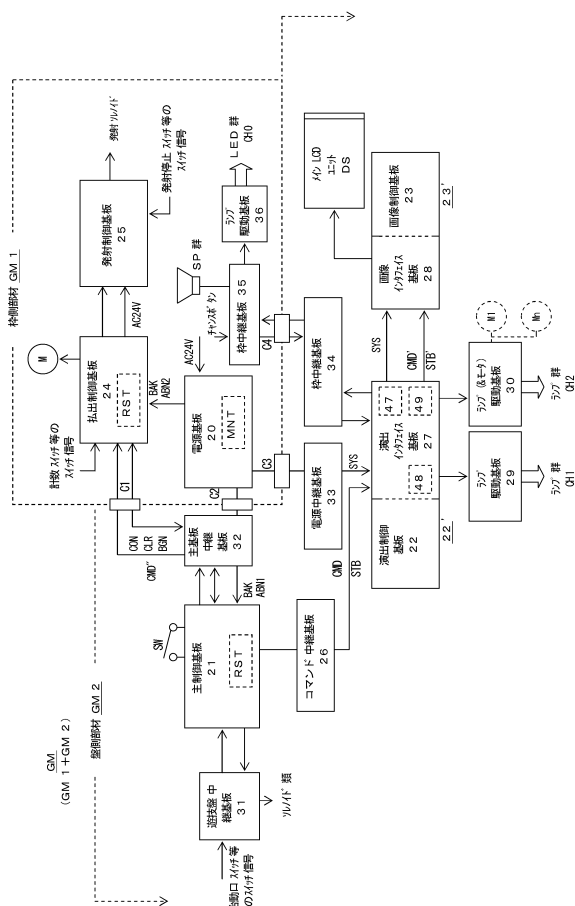 GM
(GM 1＋GM 2)
盤側部材 GM 2
枠側部材 GM 1
計数スイッチ等の
スイッチ信号
M
払出制御基板
24
RST
AC24V
発射制御基板
25
発射ソレノイド
発射停止スイッチ等の
スイッチ信号
C1
CON
CLR
BGN
CMD"
BAK
ABN2
電源基板
20
MNT
AC24V
チャンスボタン
SP 群
枠中継基板
35
ランプ
駆動基板
36
LED 群
CH0
C2
C3
C4
SW
主制御基板
21
RST
主基板
中継
基板
32
BAK
ABN1
遊技盤 中
継基板
31
ソレノイド 類
始動口 スイッチ 等
のスイッチ信号
コマンド 中継基板
26
CMD
STB
電源中継基板
33
SYS
枠中継基板
34
演出制御
基板
22
22'
48
47
49
演出
インタフェイス
基板
27
SYS
CMD'
STB'
画像
インタフェイス
基板
28
画像制御基板
23
23'
メイン LCD
ユニット
DS
ランプ
駆動基板
29
ランプ 群
CH1
ランプ (＆モータ)
駆動基板
30
ランプ 群
CH2
M1
Mn